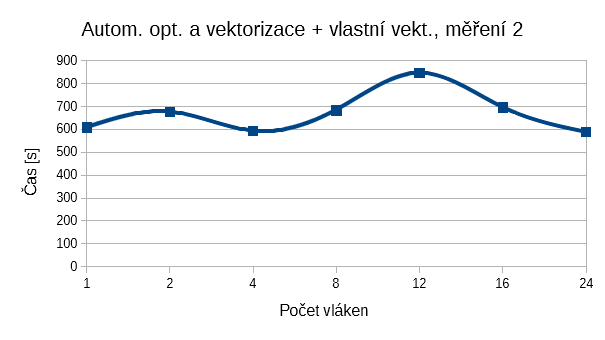 Autom. opt. a vektorizace + vlastní vekt., měření 2
900
800
700
600
500
400
300
200
100
0
Čas [s]
1 2 4 8 12 16 24
Počet vláken